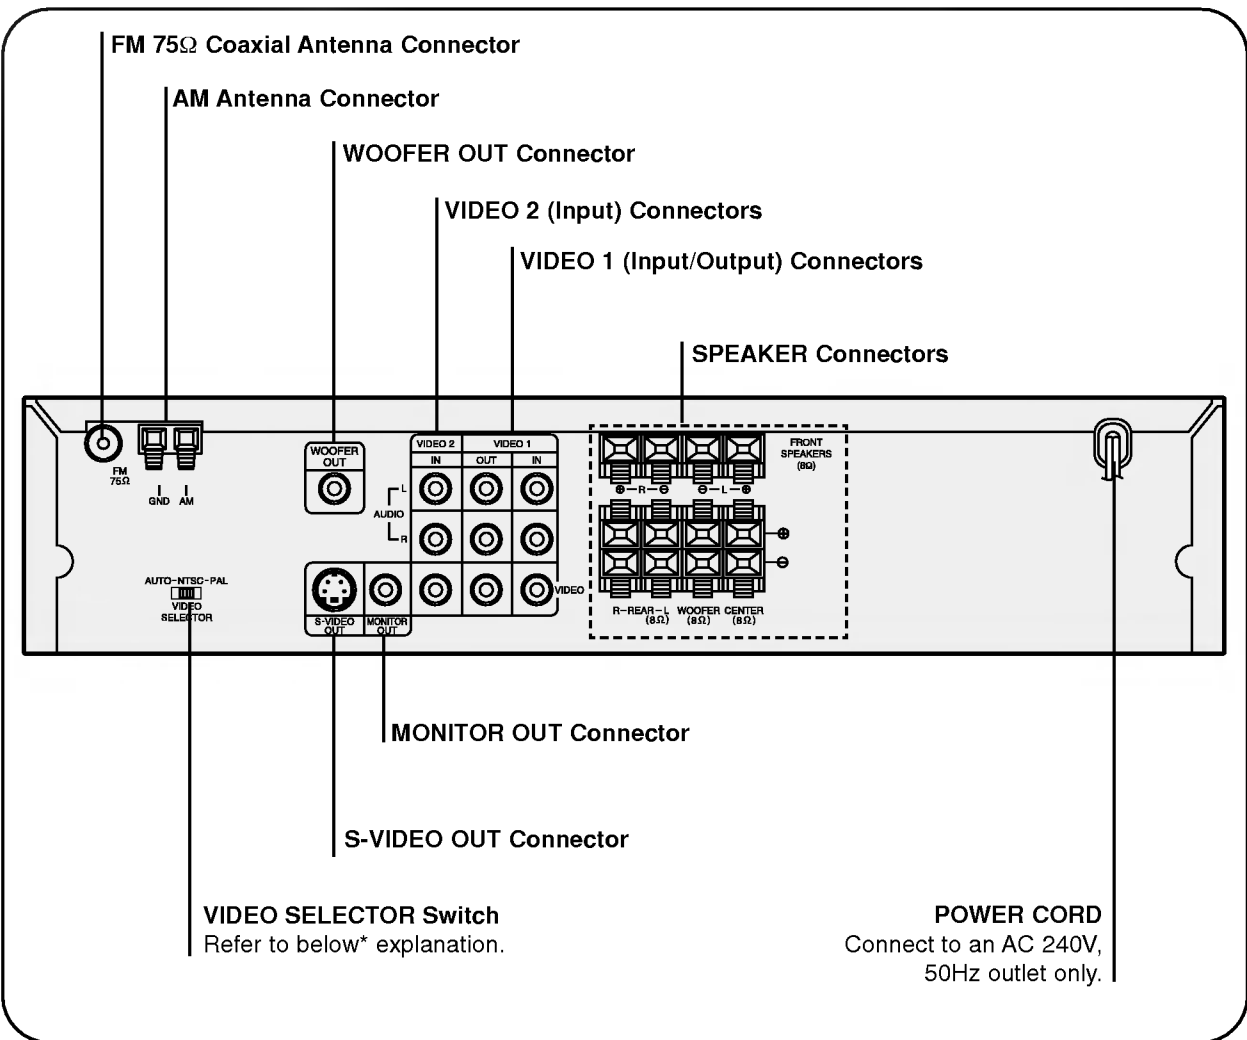 FM 75Ω Coaxial Antenna Connector
AM Antenna Connector
WOOFER OUT Connector
VIDEO 2 (Input) Connectors
VIDEO 1 (Input/Output) Connectors
SPEAKER Connectors
FM
75Ω
GND AM
WOOFER
OUT
VIDEO 2 VIDEO 1
IN OUT IN
L
AUDIO
R
VIDEO
FRONT
SPEAKERS
(8Ω)
⊕–R–⊖ ⊖–L–⊕
⊕
⊖
R–REAR–L WOOFER CENTER
(8Ω) (8Ω) (8Ω)
AUTO-NTSC-PAL
VIDEO
SELECTOR
S-VIDEO
OUT
MONITOR
OUT
MONITOR OUT Connector
S-VIDEO OUT Connector
VIDEO SELECTOR Switch
Refer to below* explanation.
POWER CORD
Connect to an AC 240V,
50Hz outlet only.